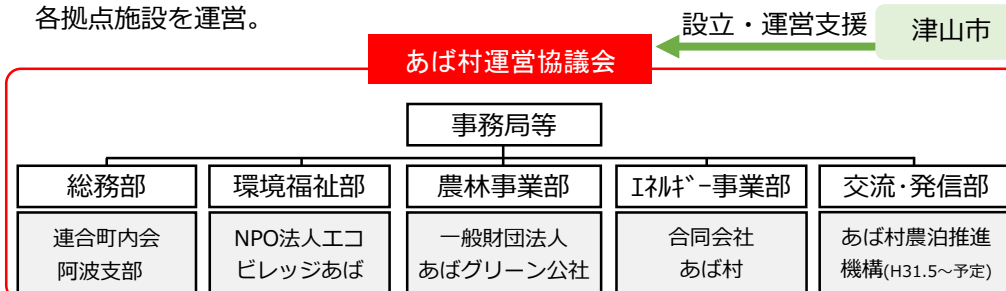 各拠点施設を運営。
設立・運営支援
津山市
あば村運営協議会
事務局等
総務部
環境福祉部
農林事業部
ｴﾈﾙｷﾞｰ事業部
交流･発信部
連合町内会
阿波支部
NPO法人エコ
ビレッジあば
一般財団法人
あばグリーン公社
合同会社
あば村
あば村農泊推進
機構(H31.5～予定)